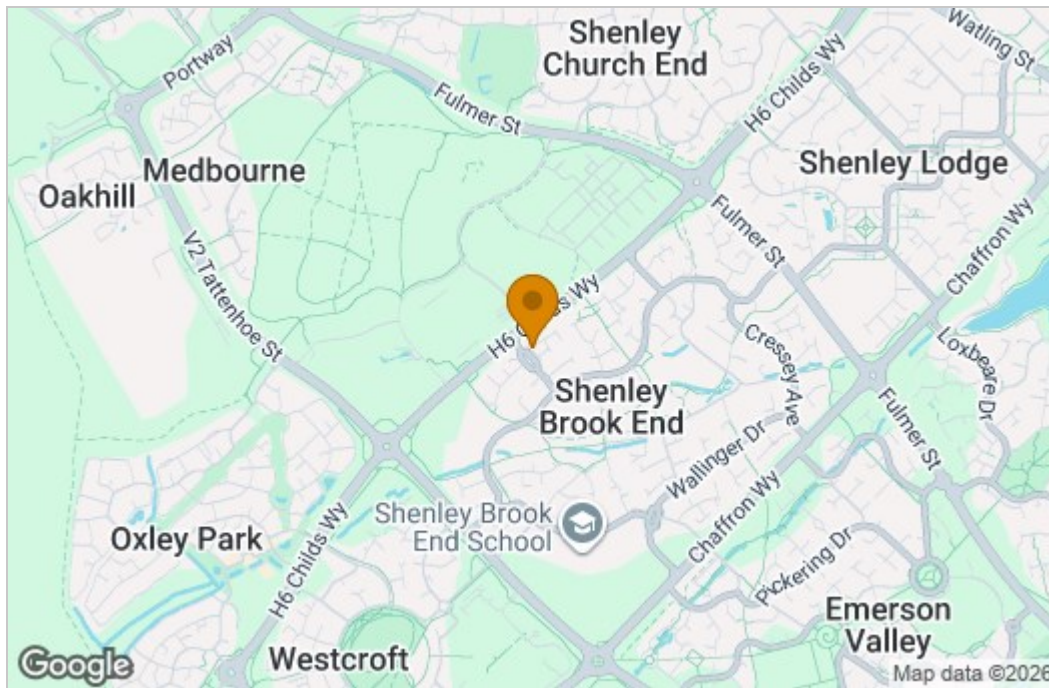 Shenley
Church End
Watling St
Portway
H6 Childs Wy
Fulmer St
Medbourne
Shenley Lodge
Oakhill
Fulmer St
Chaffron Wy
V2 Tattenhoe St
H6 Childs Wy
Cressey Ave
Loxbeare Dr
Shenley
Brook End
Fulmer St
Wallinger Dr
Shenley Brook
End School
Chaffron Wy
Oxley Park
H6 Childs Wy
Pickering Dr
Emerson
Valley
Westcroft
Google
Map data ©2026